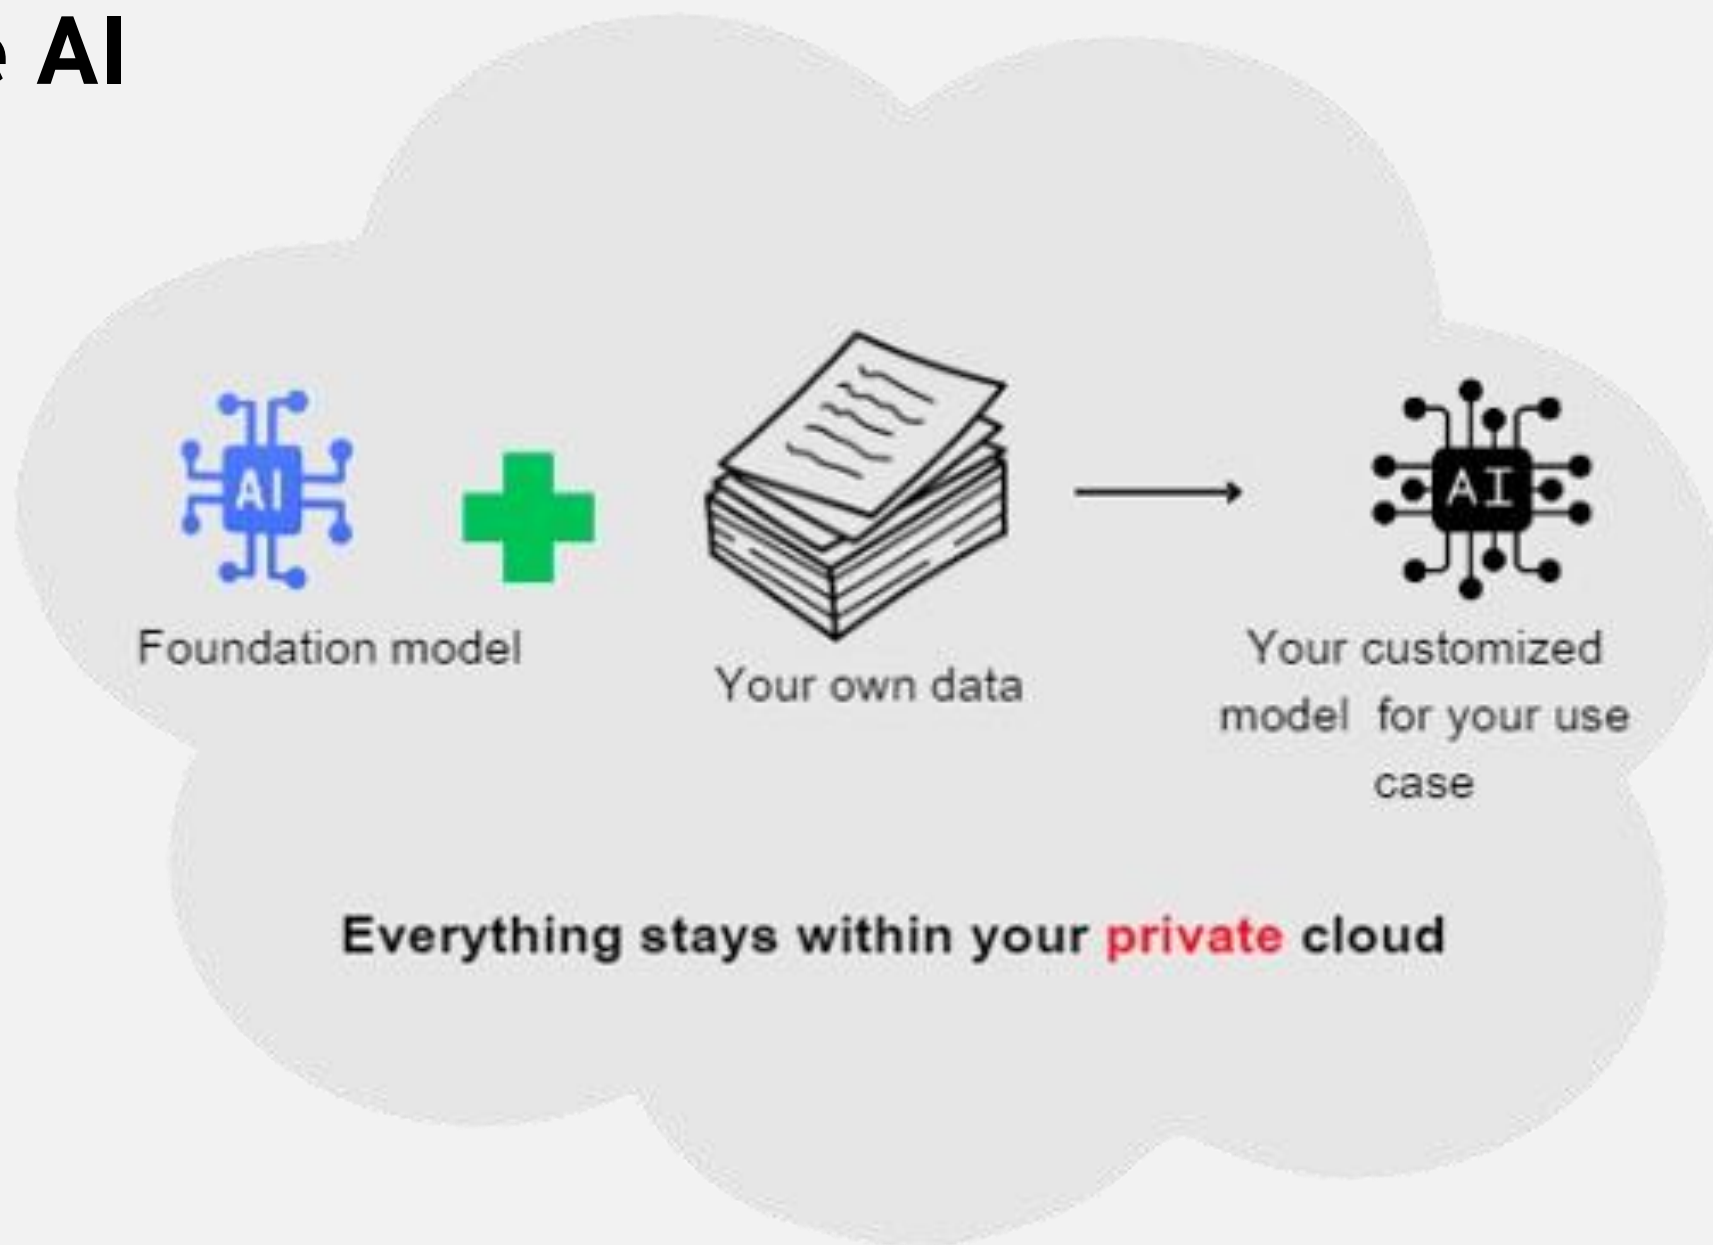 e AI
AI
AI
Foundation model
Your own data
Your customized
model for your use
case
Everything stays within your private cloud